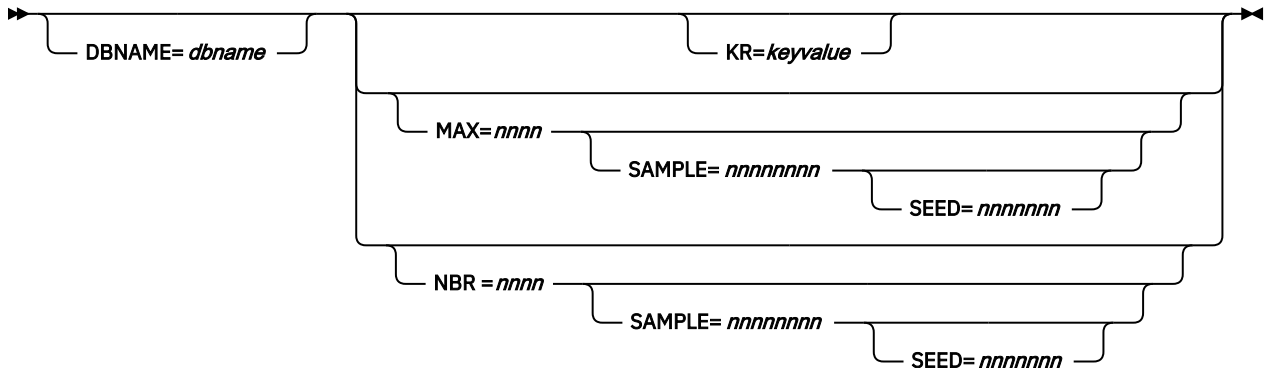 DBNAME= dbname
KR=keyvalue
MAX=nnnn
SAMPLE= nnnnnnnn
SEED= nnnnnnn
NBR =nnnn
SAMPLE= nnnnnnnn
SEED= nnnnnnn